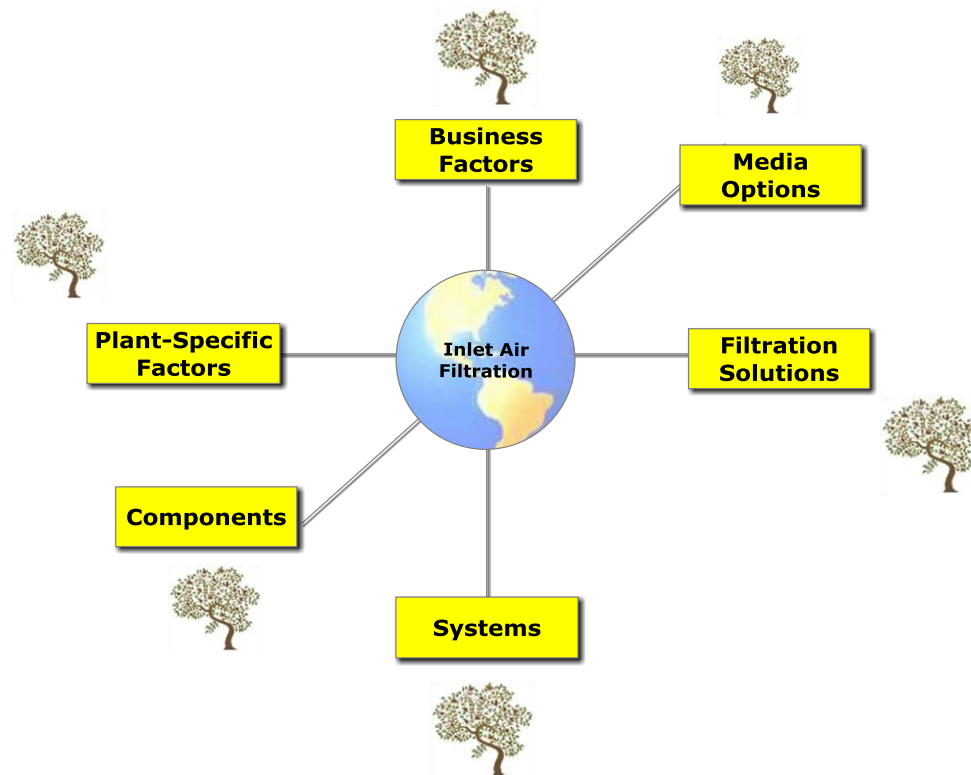 Business
Factors
Media
Options
Plant-Specific
Factors
Inlet Air
Filtration
Filtration
Solutions
Components
Systems